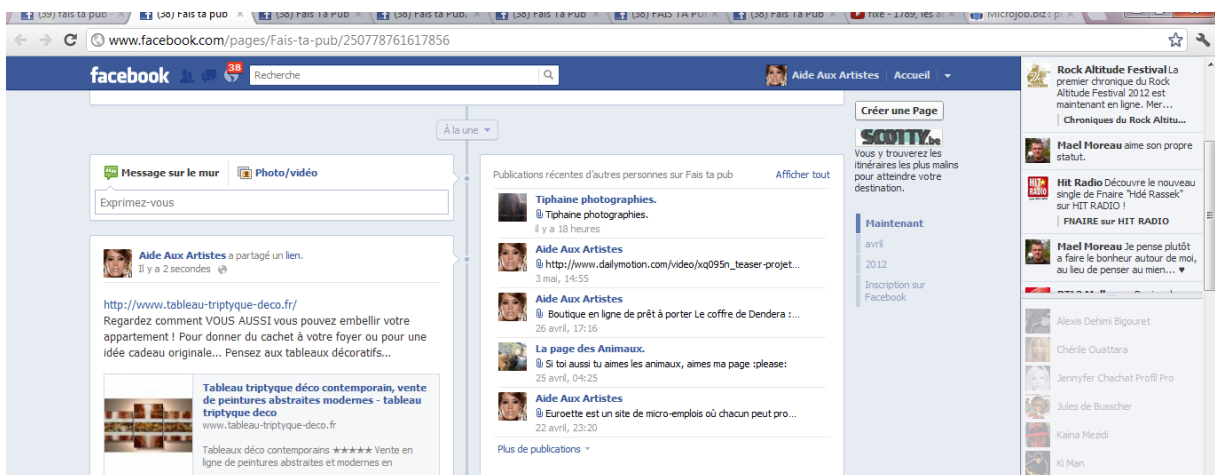 (39) fais ta pub
(38) Fais ta pub
(38) Fais Ta Pub
(38) Fais Ta Pub.
(38) Fais Ta Pub
(38) FAIS TA PU
(38) Fais Ta Pub
fixe - 1789, les a
Microjob.biz : p
www.facebook.com/pages/Fais-ta-pub/250778761617856
facebook
38
Recherche
Aide Aux Artistes
Accueil
À la une
Message sur le mur
Photo/vidéo
Exprimez-vous
Aide Aux Artistes a partagé un lien.
Il y a 2 secondes
http://www.tableau-triptyque-deco.fr/
Regardez comment VOUS AUSSI vous pouvez embellir votre
appartement ! Pour donner du cachet à votre foyer ou pour une
idée cadeau originale... Pensez aux tableaux décoratifs...
Tableau triptyque déco contemporain, vente
de peintures abstraites modernes - tableau
triptyque deco
www.tableau-triptyque-deco.fr
Tableaux déco contemporains ★★★★★ Vente en
ligne de peintures abstraites et modernes en
Publications récentes d'autres personnes sur Fais ta pub
Afficher tout
Tiphaine photographies.
Tiphaine photographies.
il y a 18 heures
Aide Aux Artistes
http://www.dailymotion.com/video/xq095n_teaser-projet...
3 mai, 14:55
Aide Aux Artistes
Boutique en ligne de prêt à porter Le coffre de Dendera :...
26 avril, 17:16
La page des Animaux.
Si toi aussi tu aimes les animaux, aimes ma page :please:
25 avril, 04:25
Aide Aux Artistes
Euroette est un site de micro-emplois où chacun peut pro...
22 avril, 23:20
Plus de publications
Créer une Page
SCOTTY.be
Vous y trouverez les
itinéraires les plus malins
pour atteindre votre
destination.
Maintenant
avril
2012
Inscription sur
Facebook
Rock Altitude Festival La
premier chronique du Rock
Altitude Festival 2012 est
maintenant en ligne. Mer...
Chroniques du Rock Altitu...
Mael Moreau aime son propre
statut.
HIT
RADIO
Hit Radio Découvre le nouveau
single de Fnaire "Hdé Rassek"
sur HIT RADIO !
FNAIRE sur HIT RADIO
Mael Moreau Je pense plutôt
a faire le bonheur autour de moi,
au lieu de penser au mien... ♥
Alexis Dehimi Bigouret
Chérile Ouattara
Jennyfer Chachat Profil Pro
Jules de Busscher
Kaina Mezidi
Ki Man